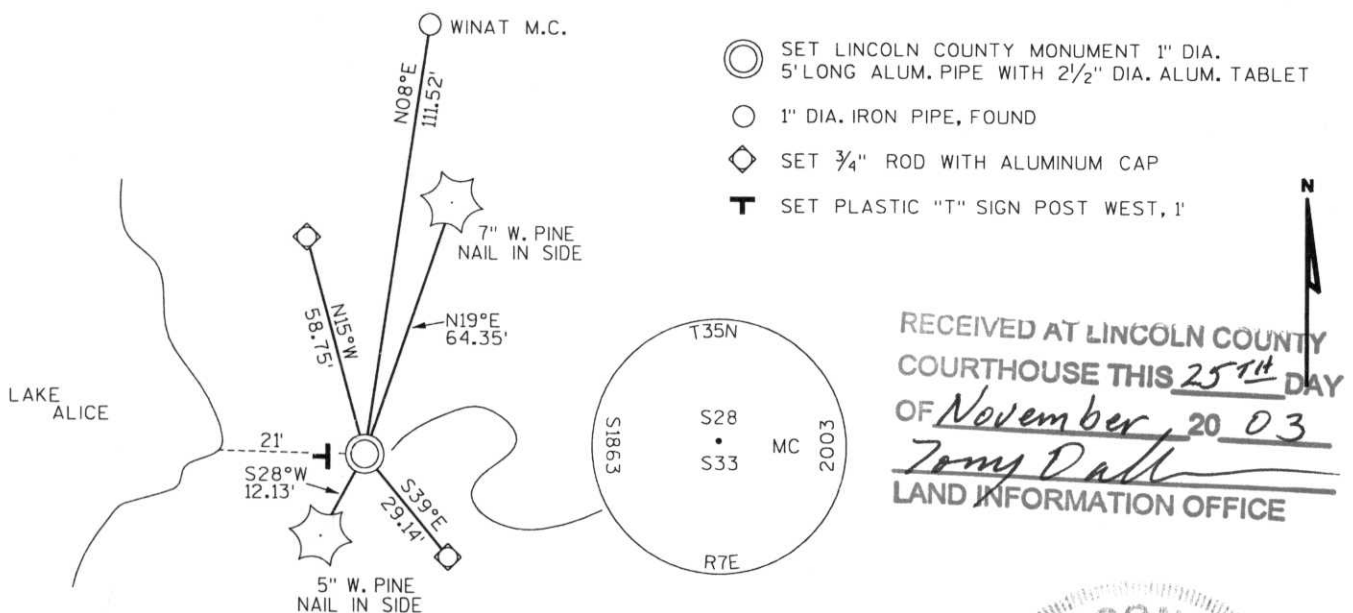 WINAT M.C.
N08°E
111.52'
7" W. PINE
NAIL IN SIDE
N15°W
58.75'
N19°E
64.35'
LAKE
ALICE
21'
S28°W
12.13'
S39°E
29.14'
5" W. PINE
NAIL IN SIDE
SET LINCOLN COUNTY MONUMENT 1" DIA.
5' LONG ALUM. PIPE WITH 2½" DIA. ALUM. TABLET
1" DIA. IRON PIPE, FOUND
SET ¾" ROD WITH ALUMINUM CAP
SET PLASTIC "T" SIGN POST WEST, 1'
N
T35N
S1863
S28
S33
MC
2003
R7E
RECEIVED AT LINCOLN COUNTY
COURTHOUSE THIS 25TH DAY
OF November 20 03
Tony Dall
LAND INFORMATION OFFICE